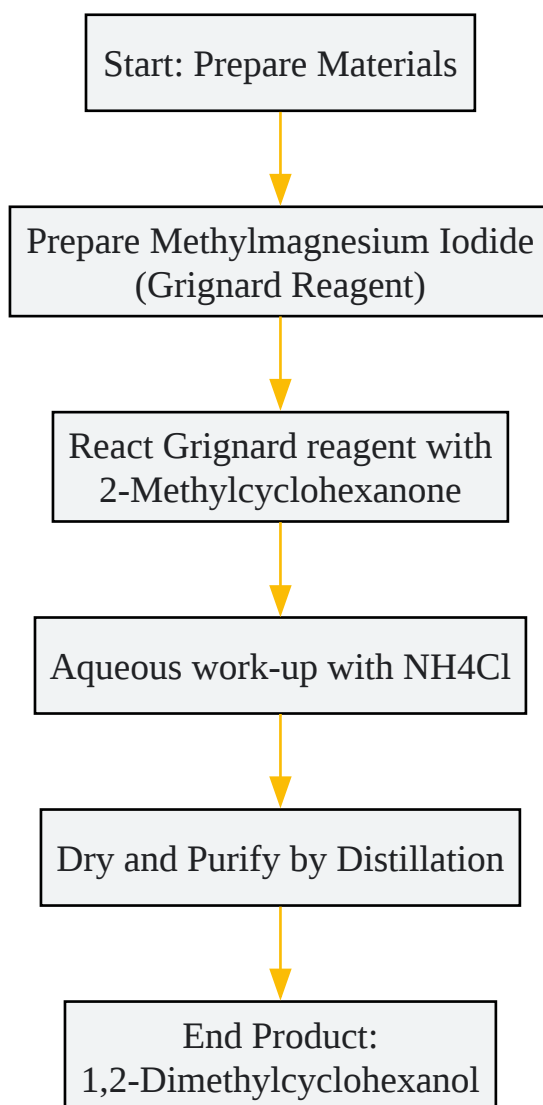 Start: Prepare Materials
Prepare Methylmagnesium Iodide
(Grignard Reagent)
React Grignard reagent with
2-Methylcyclohexanone
Aqueous work-up with NH4Cl
Dry and Purify by Distillation
End Product:
1,2-Dimethylcyclohexanol